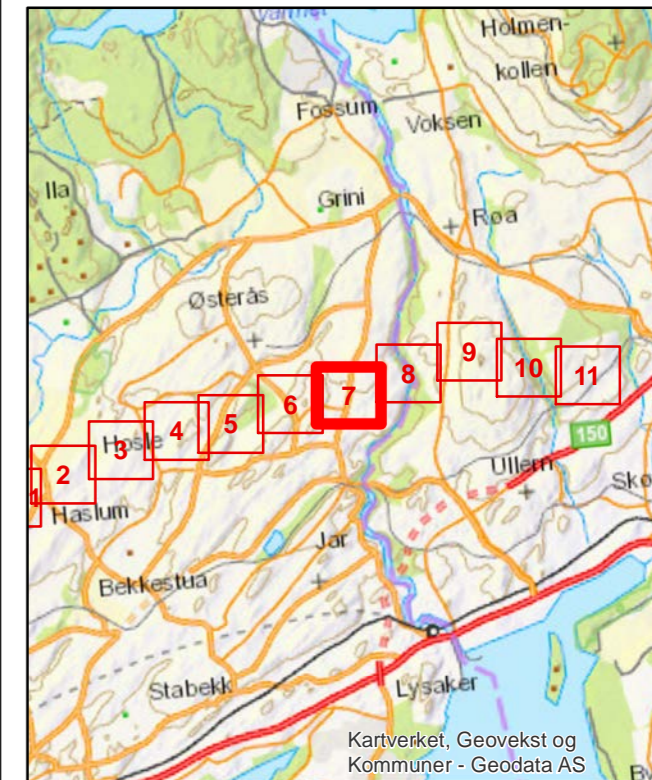 Holmen-
kollen
Fossum
Voksen
Ila
Grini
Røa
Østerås
9
8
10
11
7
6
5
4
3
Hosle
2
1
150
Ullern
Haslum
Jar
Bekkestua
Stabekk
Lysaker
Kartverket, Geovekst og
Kommuner - Geodata AS